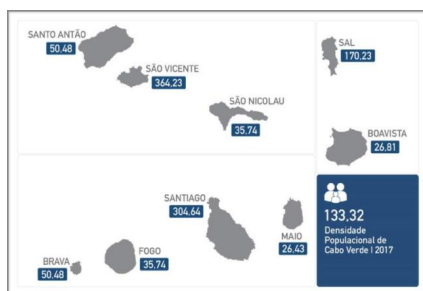 SANTO ANTÃO
50,48
SÃO VICENTE
364,23
SÃO NICOLAU
35,74
SAL
170,23
BOAVISTA
26,81
SANTIAGO
304,64
MAIO
26,43
FOGO
35,74
BRAVA
50,48
133,32
Densidade
Populacional de
Cabo Verde | 2017